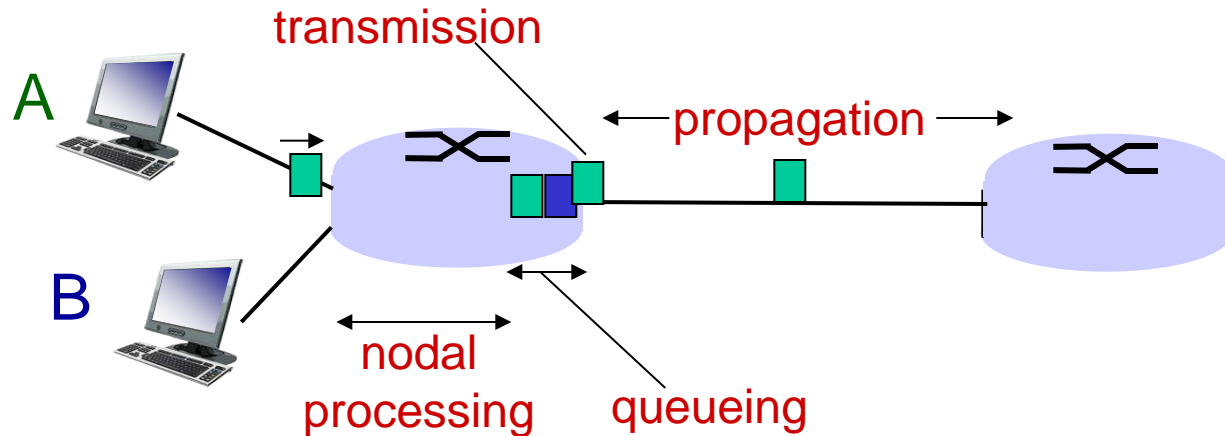 transmission
A
propagation
B
nodal
processing
queueing